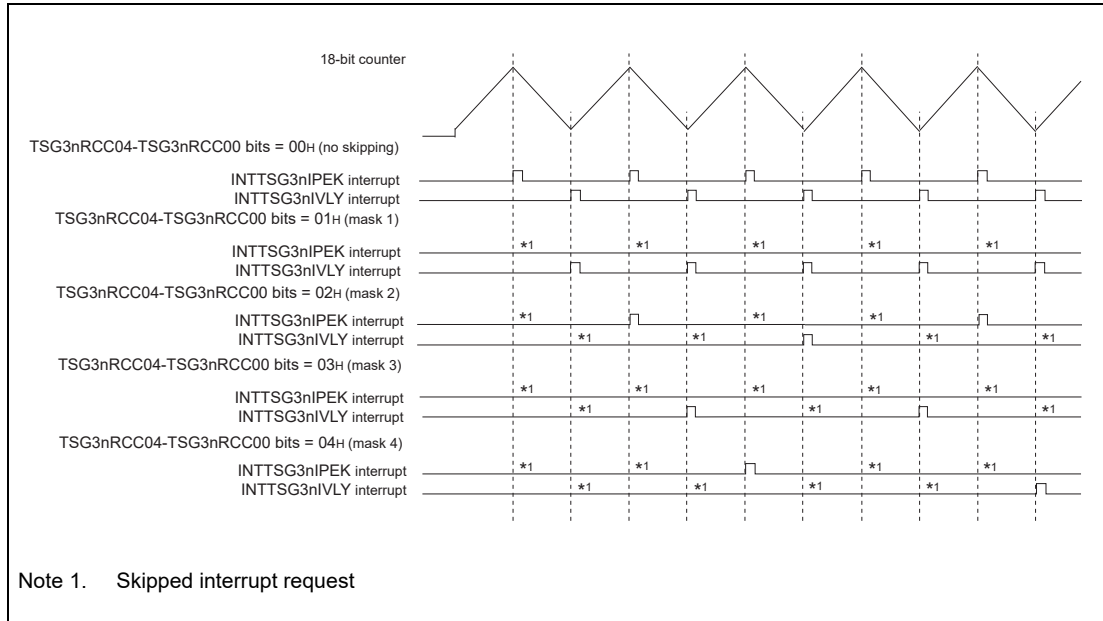 18-bit counter
TSG3nRCC04-TSG3nRCC00 bits = 00H (no skipping)
INTTSG3nIPEK interrupt
INTTSG3nIVLY interrupt
TSG3nRCC04-TSG3nRCC00 bits = 01H (mask 1)
INTTSG3nIPEK interrupt *1 *1 *1 *1 *1
INTTSG3nIVLY interrupt
TSG3nRCC04-TSG3nRCC00 bits = 02H (mask 2)
INTTSG3nIPEK interrupt *1 *1 *1
INTTSG3nIVLY interrupt *1 *1 *1 *1
TSG3nRCC04-TSG3nRCC00 bits = 03H (mask 3)
INTTSG3nIPEK interrupt *1 *1 *1 *1 *1
INTTSG3nIVLY interrupt *1 *1 *1
TSG3nRCC04-TSG3nRCC00 bits = 04H (mask 4)
INTTSG3nIPEK interrupt *1 *1 *1 *1
INTTSG3nIVLY interrupt *1 *1 *1 *1
Note 1. Skipped interrupt request